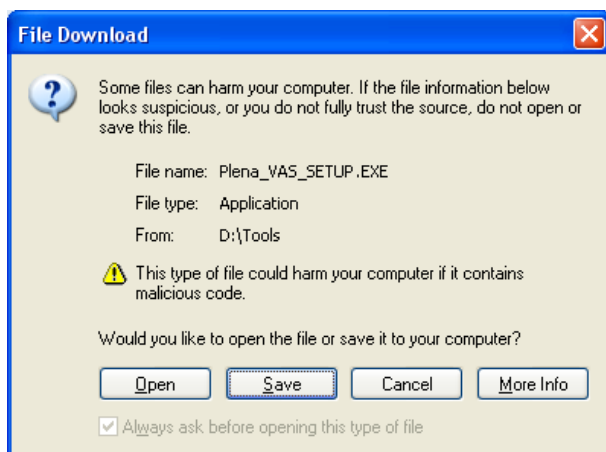 File Download
Some files can harm your computer. If the file information below
looks suspicious, or you do not fully trust the source, do not open or
save this file.
File name: Plena_VAS_SETUP.EXE
File type: Application
From: D:\Tools
This type of file could harm your computer if it contains
malicious code.
Would you like to open the file or save it to your computer?
Open Save Cancel More Info
Always ask before opening this type of file